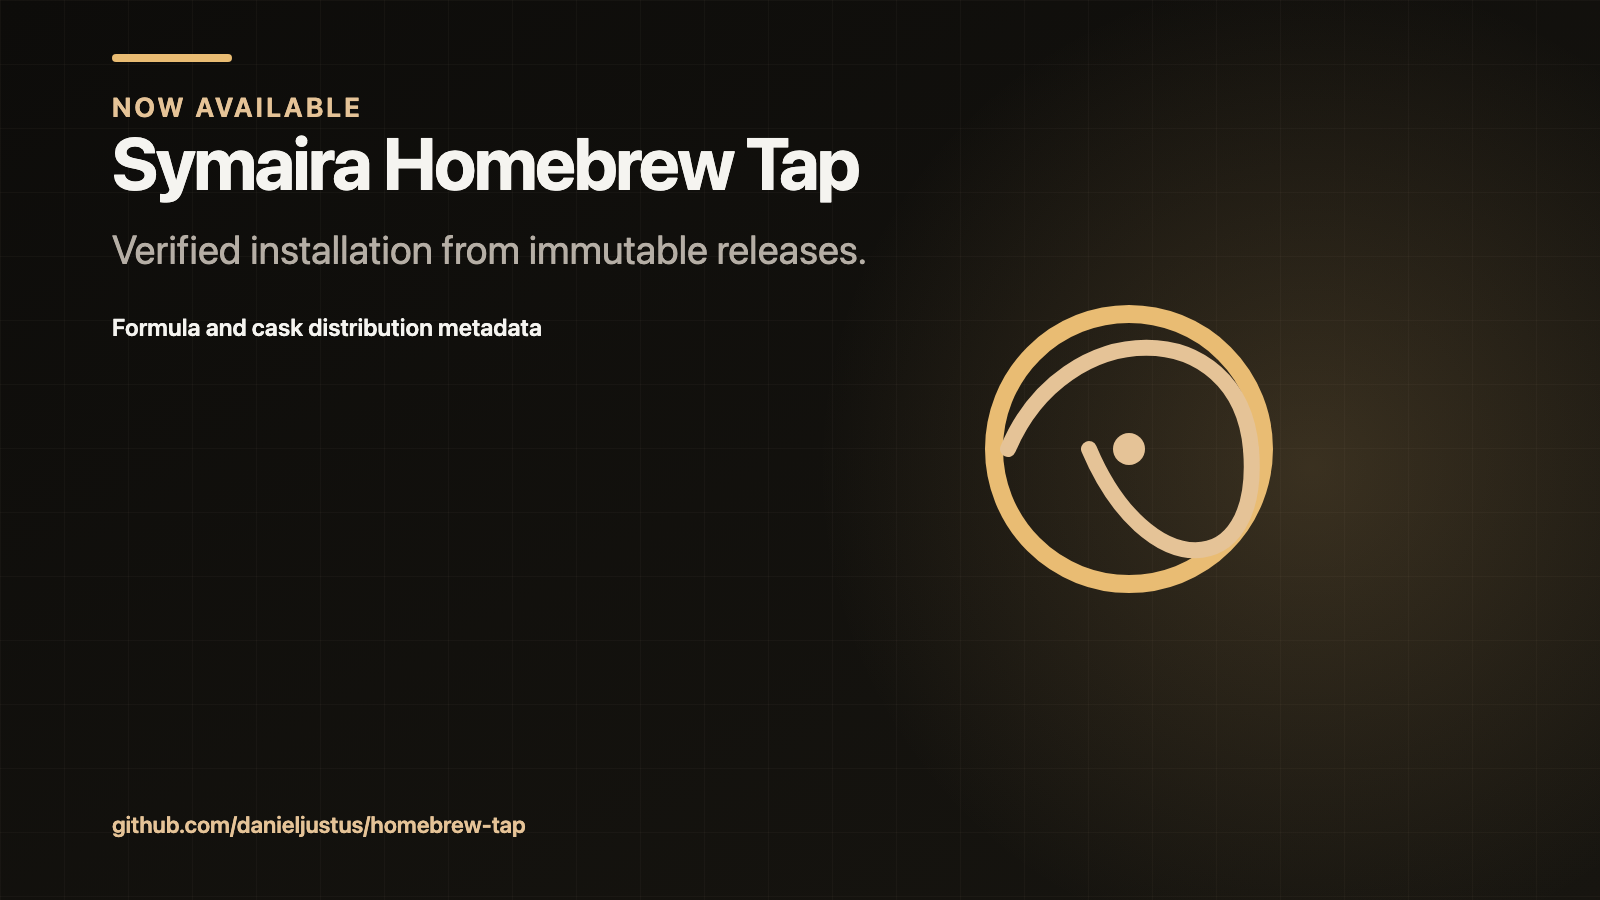 NOW AVAILABLE
Symaira Homebrew Tap
Verified installation from immutable releases.
Formula and cask distribution metadata
github.com/danieljustus/homebrew-tap